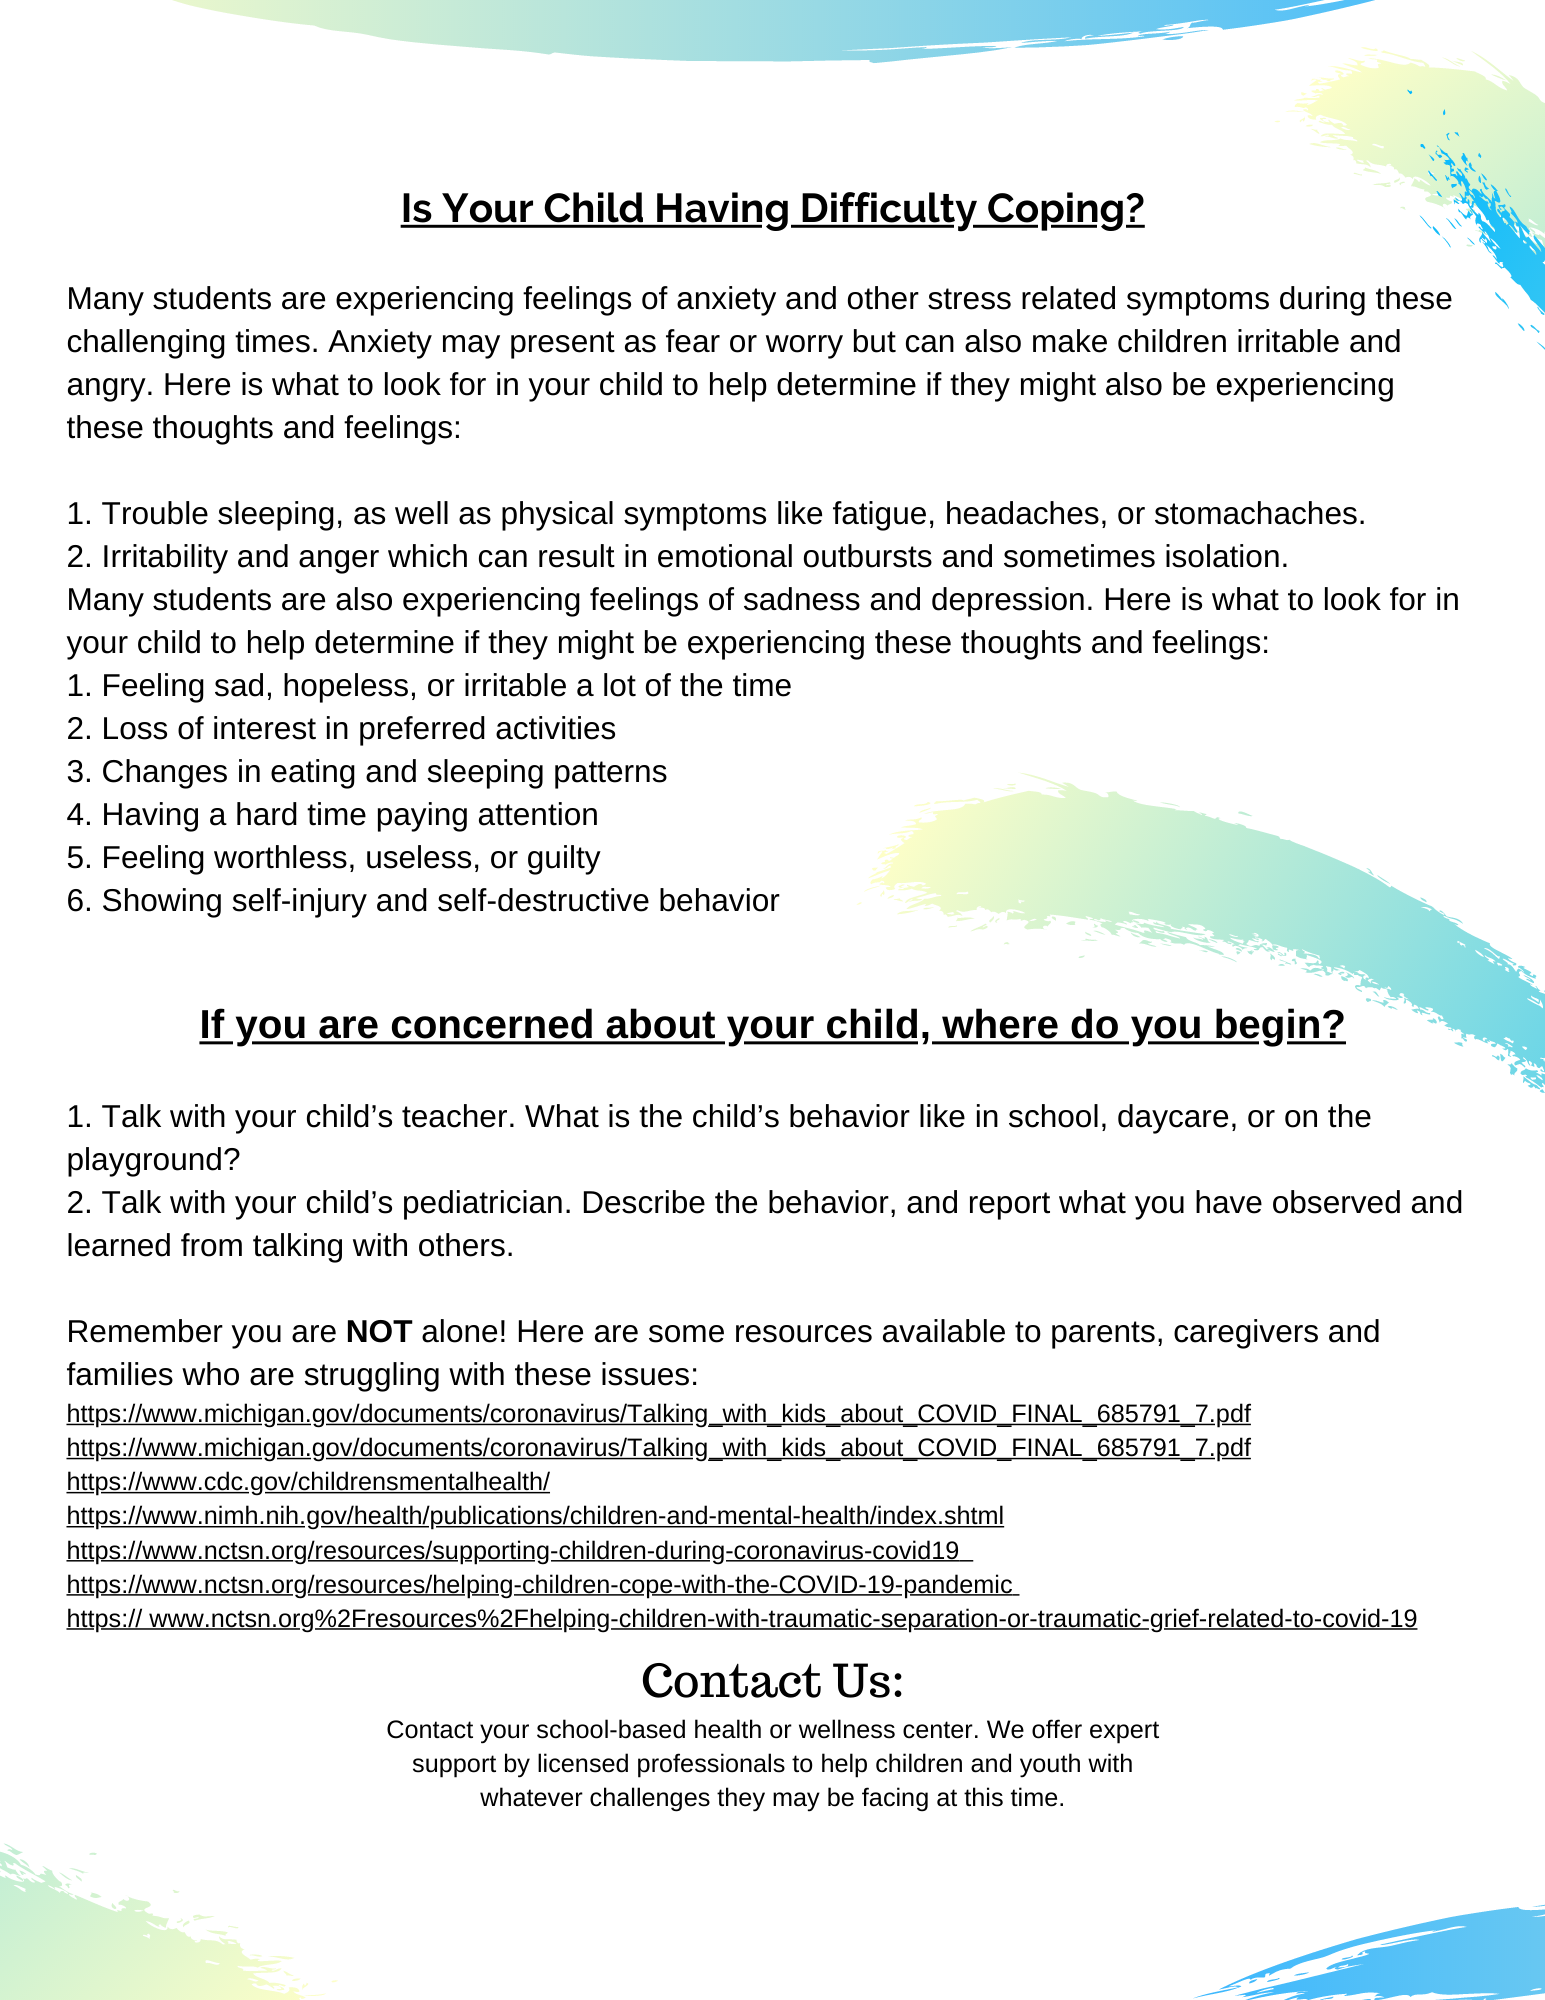 Is Your Child Having Difficulty Coping?
Many students are experiencing feelings of anxiety and other stress related symptoms during these
challenging times. Anxiety may present as fear or worry but can also make children irritable and
angry. Here is what to look for in your child to help determine if they might also be experiencing
these thoughts and feelings:
1. Trouble sleeping, as well as physical symptoms like fatigue, headaches, or stomachaches.
2. Irritability and anger which can result in emotional outbursts and sometimes isolation.
Many students are also experiencing feelings of sadness and depression. Here is what to look for in
your child to help determine if they might be experiencing these thoughts and feelings:
1. Feeling sad, hopeless, or irritable a lot of the time
2. Loss of interest in preferred activities
3. Changes in eating and sleeping patterns
4. Having a hard time paying attention
5. Feeling worthless, useless, or guilty
6. Showing self-injury and self-destructive behavior
If you are concerned about your child, where do you begin?
1. Talk with your child’s teacher. What is the child’s behavior like in school, daycare, or on the
playground?
2. Talk with your child’s pediatrician. Describe the behavior, and report what you have observed and
learned from talking with others.
Remember you are NOT alone! Here are some resources available to parents, caregivers and
families who are struggling with these issues:
https://www.michigan.gov/documents/coronavirus/Talking_with_kids_about_COVID_FINAL_685791_7.pdf
https://www.michigan.gov/documents/coronavirus/Talking_with_kids_about_COVID_FINAL_685791_7.pdf
https://www.cdc.gov/childrensmentalhealth/
https://www.nimh.nih.gov/health/publications/children-and-mental-health/index.shtml
https://www.nctsn.org/resources/supporting-children-during-coronavirus-covid19
https://www.nctsn.org/resources/helping-children-cope-with-the-COVID-19-pandemic
https:// www.nctsn.org%2Fresources%2Fhelping-children-with-traumatic-separation-or-traumatic-grief-related-to-covid-19
Contact Us:
Contact your school-based health or wellness center. We offer expert
support by licensed professionals to help children and youth with
whatever challenges they may be facing at this time.